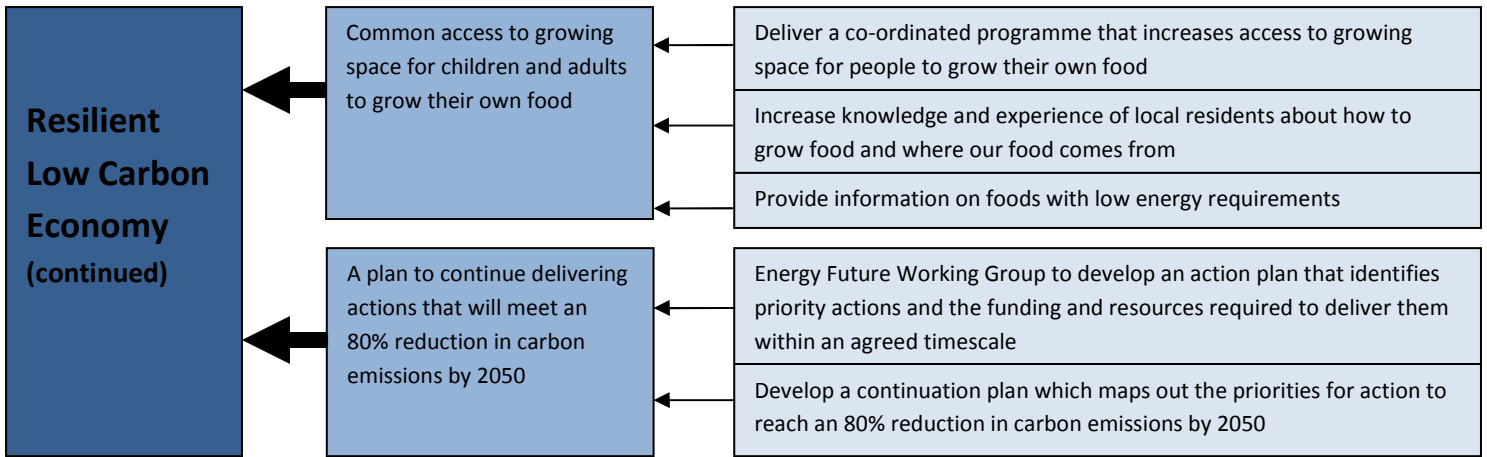 Resilient
Low Carbon
Economy
(continued)
Common access to growing
space for children and adults
to grow their own food
Deliver a co-ordinated programme that increases access to growing
space for people to grow their own food
Increase knowledge and experience of local residents about how to
grow food and where our food comes from
Provide information on foods with low energy requirements
A plan to continue delivering
actions that will meet an
80% reduction in carbon
emissions by 2050
Energy Future Working Group to develop an action plan that identifies
priority actions and the funding and resources required to deliver them
within an agreed timescale
Develop a continuation plan which maps out the priorities for action to
reach an 80% reduction in carbon emissions by 2050